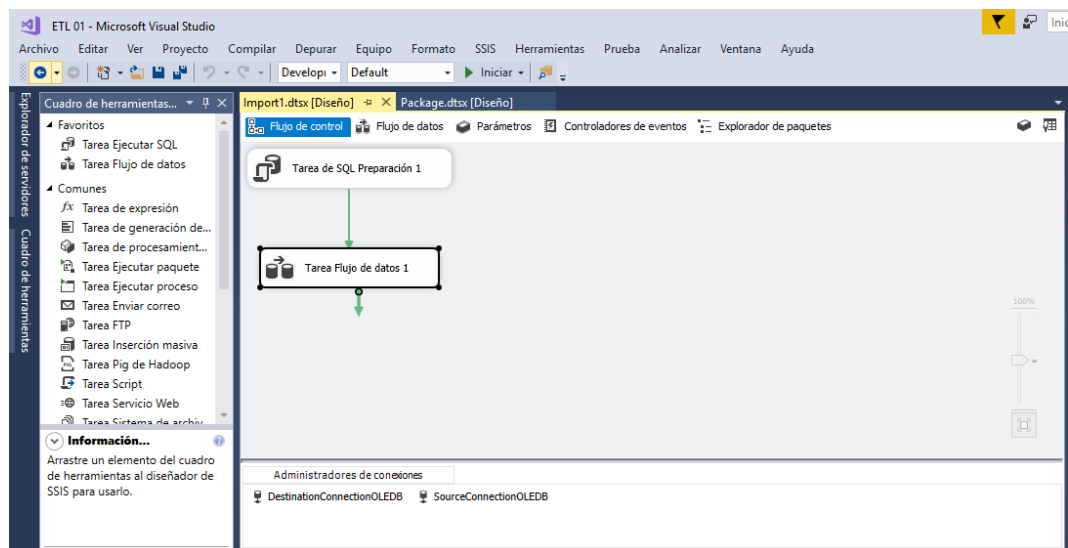 ETL 01 - Microsoft Visual Studio
Archivo Editar Ver Proyecto Compilar Depurar Equipo Formato SSIS Herramientas Prueba Analizar Ventana Ayuda
Default Iniciar
Explorador de servidores
Cuadro de herramientas
Cuadro de herramientas...
Favoritos
Tarea Ejecutar SQL
Tarea Flujo de datos
Comunes
Tarea de expresión
Tarea de generación de...
Tarea de procesamient...
Tarea Ejecutar paquete
Tarea Ejecutar proceso
Tarea Enviar correo
Tarea FTP
Tarea Inserción masiva
Tarea Pig de Hadoop
Tarea Script
Tarea Servicio Web
Tarea Sistema de archiv
Información...
Arrastre un elemento del cuadro
de herramientas al diseñador de
SSIS para usarlo.
Import1.dtsx [Diseño] Package.dtsx [Diseño]
Flujo de control Flujo de datos Parámetros Controladores de eventos Explorador de paquetes
Tarea de SQL Preparación 1
Tarea Flujo de datos 1
100%
Administradores de conexiones
DestinationConnectionOLEDB SourceConnectionOLEDB